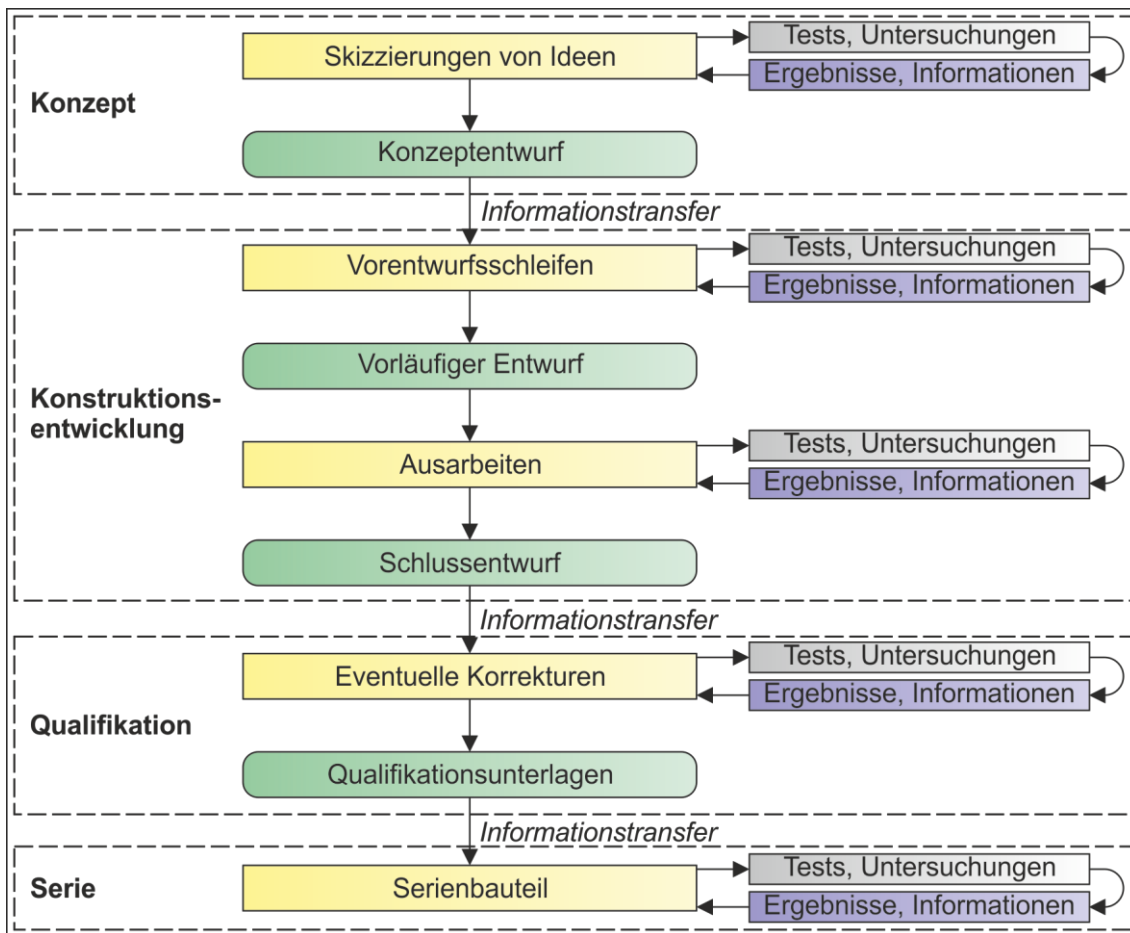 Konzept
Skizzierungen von Ideen
Tests, Untersuchungen
Ergebnisse, Informationen
Konzeptentwurf
Informationstransfer
Konstruktions-
entwicklung
Vorentwurfsschleifen
Tests, Untersuchungen
Ergebnisse, Informationen
Vorläufiger Entwurf
Ausarbeiten
Tests, Untersuchungen
Ergebnisse, Informationen
Schlussentwurf
Informationstransfer
Qualifikation
Eventuelle Korrekturen
Tests, Untersuchungen
Ergebnisse, Informationen
Qualifikationsunterlagen
Informationstransfer
Serie
Serienbauteil
Tests, Untersuchungen
Ergebnisse, Informationen